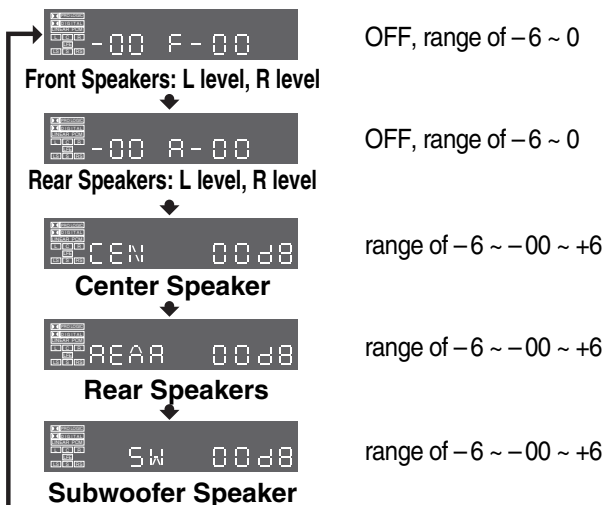 -00 F-00
OFF, range of –6 ~ 0
Front Speakers: L level, R level
-00 R-00
OFF, range of –6 ~ 0
Rear Speakers: L level, R level
CEN 00dB
range of –6 ~ –00 ~ +6
Center Speaker
REAR 00dB
range of –6 ~ –00 ~ +6
Rear Speakers
SW 00dB
range of –6 ~ –00 ~ +6
Subwoofer Speaker